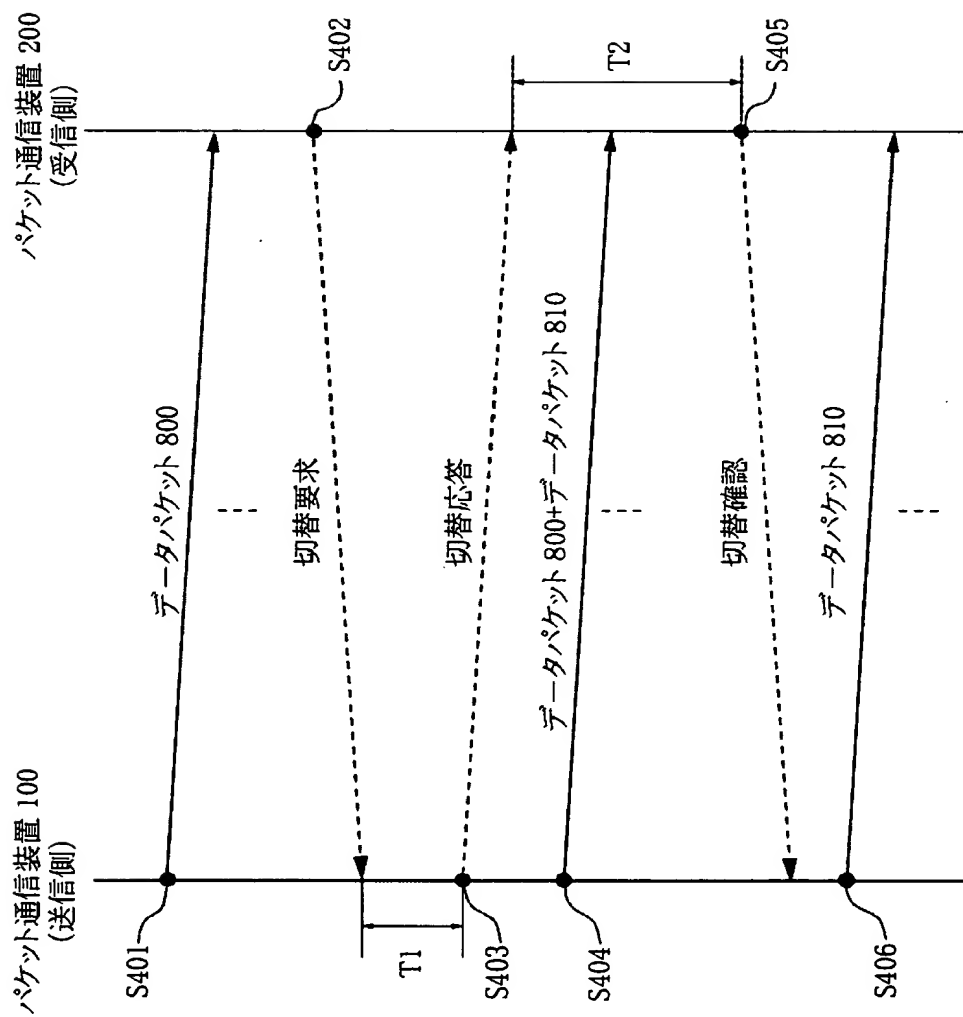 パケット通信装置 100
(送信側)
パケット通信装置 200
(受信側)
S401
データパケット 800
S402
切替要求
T1
S403
切替応答
T2
S404
データパケット 800+データパケット 810
S405
切替確認
S406
データパケット 810